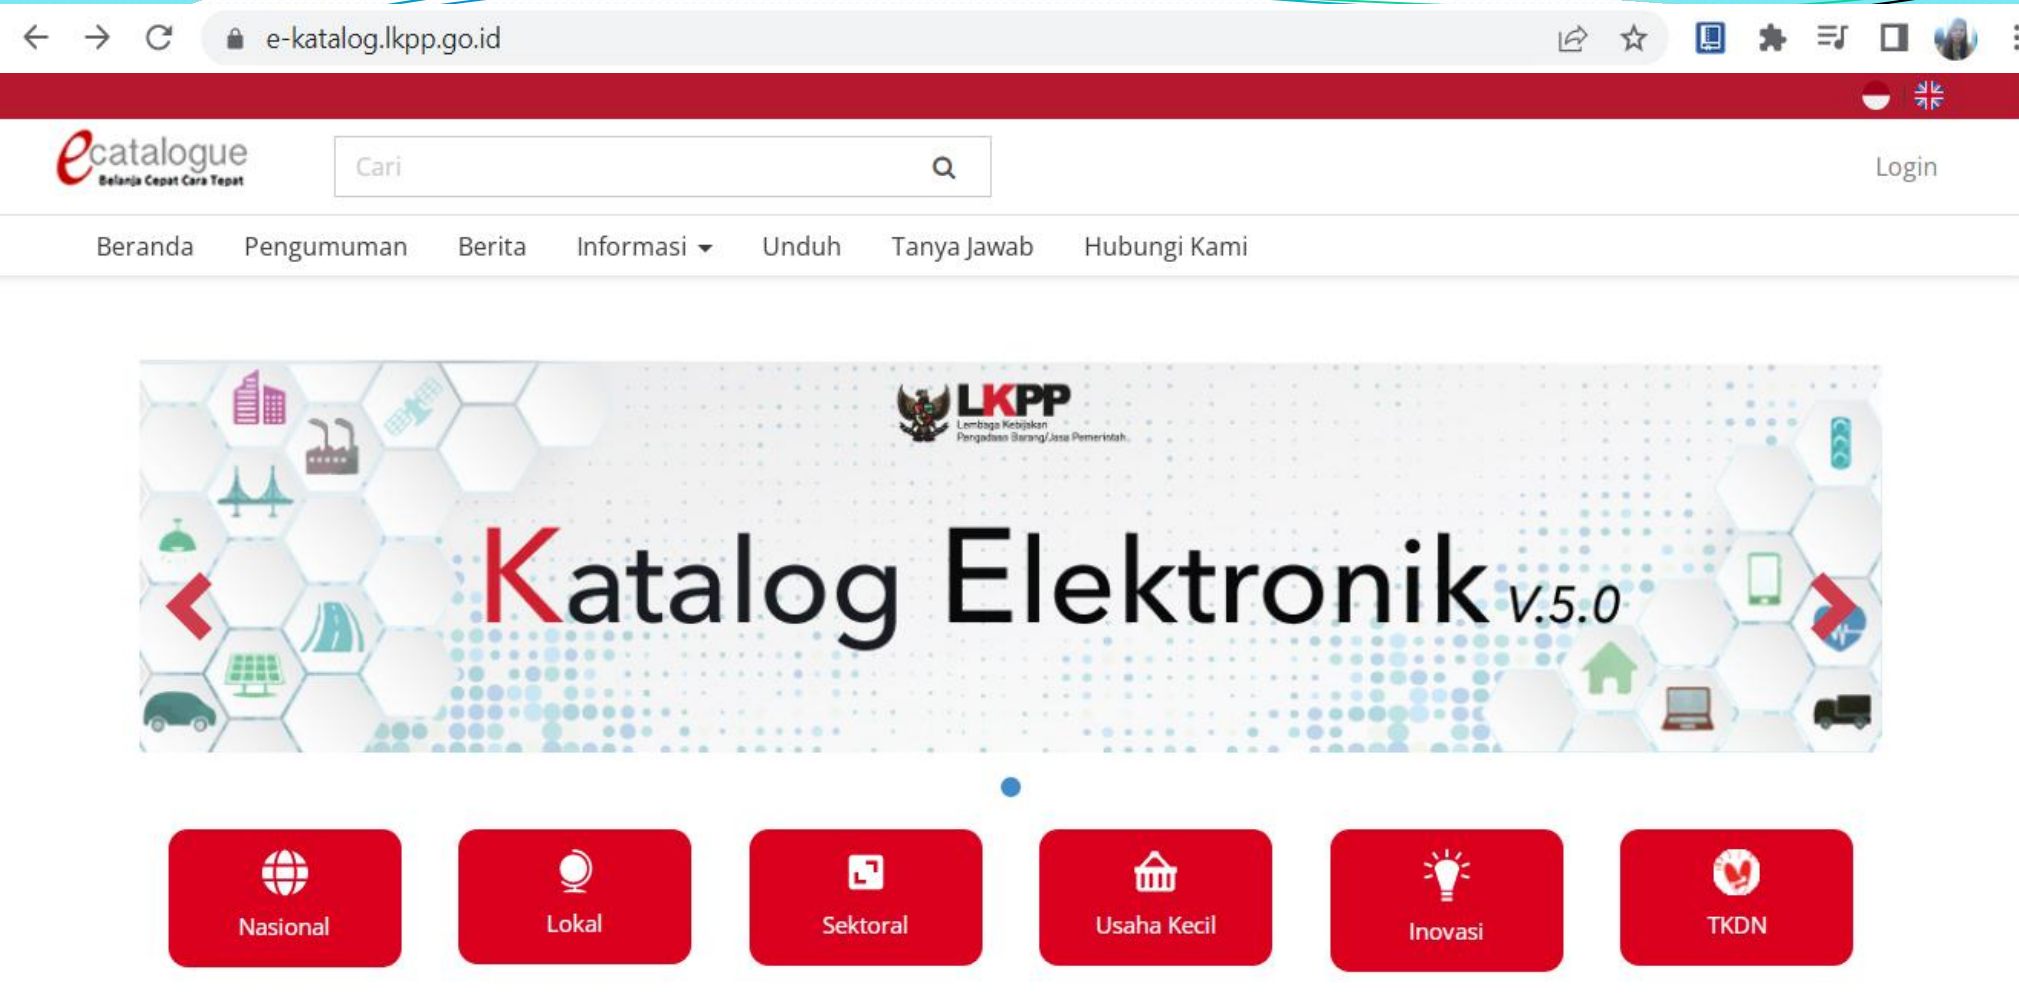 e-katalog.lkpp.go.id
ecatalogue
Belanja Cepat Cara Tepat
Cari
Login
Beranda Pengumuman Berita Informasi Unduh Tanya Jawab Hubungi Kami
LKPP
Lembaga Kebijakan
Pengadaan Barang/Jasa Pemerintah
Katalog Elektronik V.5.0
Nasional Lokal Sektoral Usaha Kecil Inovasi TKDN